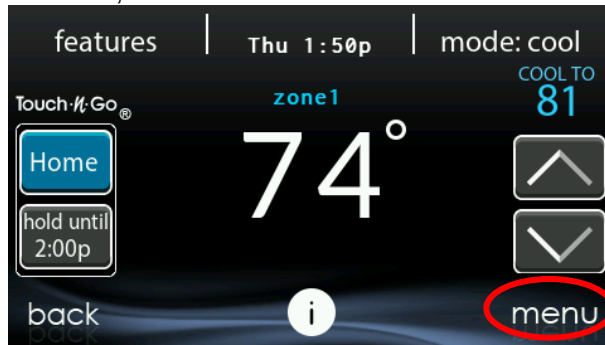 features
Thu 1:50p
mode: cool
COOL TO
81
Touch·N·Go®
zone1
74°
Home
hold until
2:00p
back
i
menu